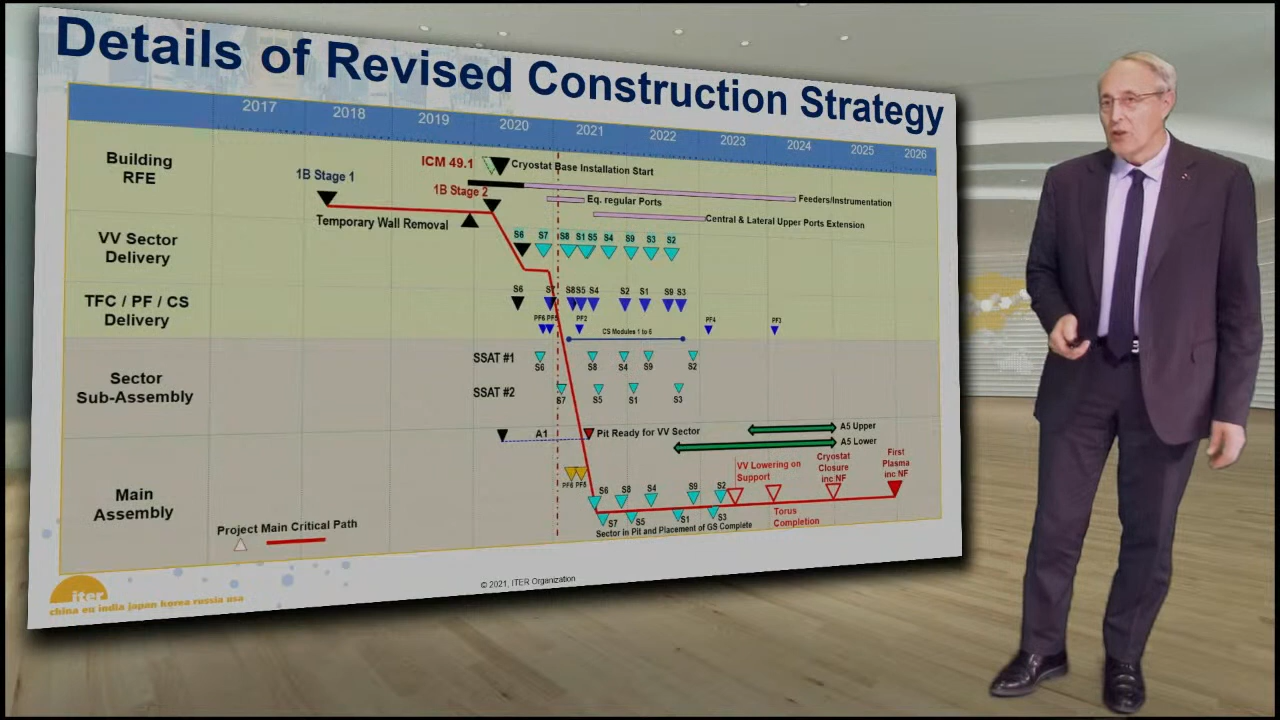 Details of Revised Construction Strategy
2017 2018 2019 2020 2021 2022 2023 2024 2025 2026
Building
RFE
ICM 49.1
Cryostat Base Installation Start
1B Stage 1
1B Stage 2
Feeders/Instrumentation
Eq. regular Ports
Temporary Wall Removal
Central & Lateral Upper Ports Extension
VV Sector
Delivery
S6 S7 S8 S1 S5 S4 S9 S3 S2
TFC / PF / CS
Delivery
S6 S7 S8 S5 S4 S2 S1 S9 S3
PF6 PF5 PF2 PF4 PF3
CS Modules 1 to 6
Sector
Sub-Assembly
SSAT #1
S6 S8 S4 S9 S2
SSAT #2
S7 S5 S1 S3
Main
Assembly
A1
Pit Ready for VV Sector
A5 Upper
A5 Lower
PF6 PF5
VV Lowering on
Support
Cryostat
Closure
inc NF
First
Plasma
inc NF
S6 S8 S4 S9 S2
S7 S5 S1 S3
Torus
Completion
Sector in Pit and Placement of GS Complete
Project Main Critical Path
iter
china eu india japan korea russia usa
© 2021, ITER Organization